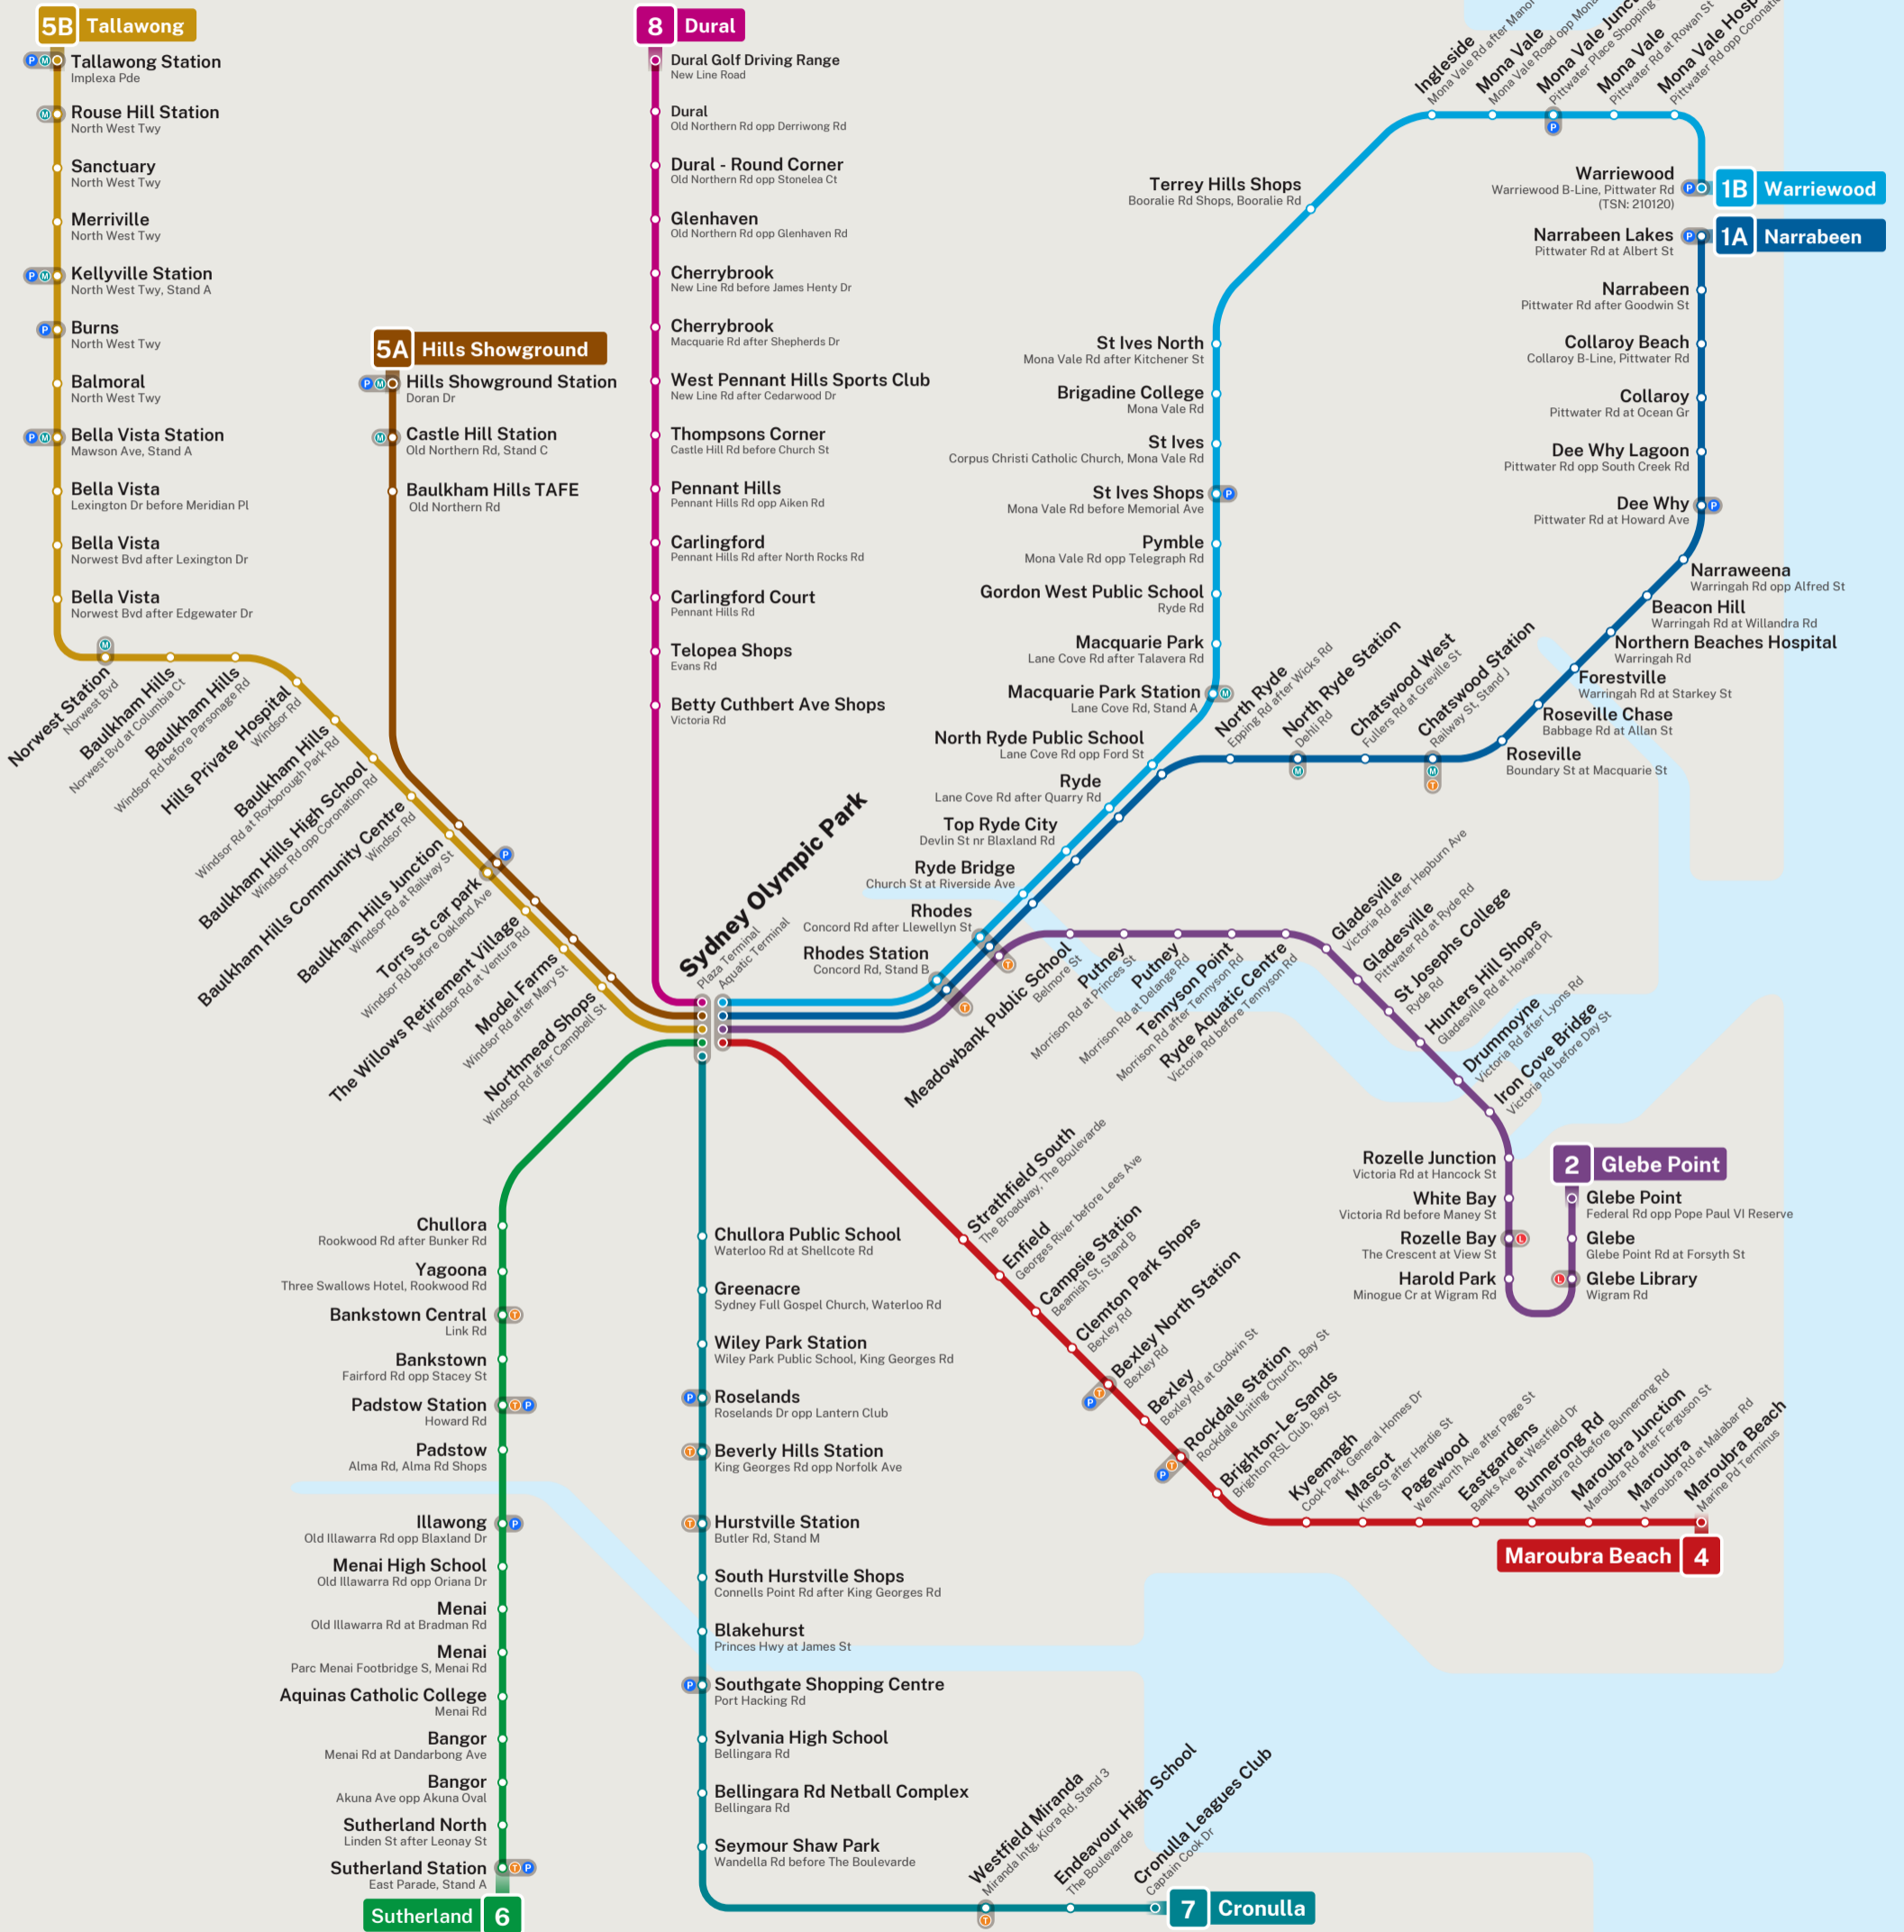 5B Tallawong
Tallawong Station
Implexa Pde
Rouse Hill Station
North West Twy
Sanctuary
North West Twy
Merriville
North West Twy
Kellyville Station
North West Twy, Stand A
Burns
North West Twy
Balmoral
North West Twy
Bella Vista Station
Mawson Ave, Stand A
Bella Vista
Lexington Dr before Meridian Pl
Bella Vista
Norwest Bvd after Lexington Dr
Bella Vista
Norwest Bvd after Edgewater Dr
Norwest Station
Norwest Bvd
Baulkham Hills
Norwest Bvd at Columbia Ct
Baulkham Hills
Windsor Rd before Parsonage Rd
Hills Private Hospital
Windsor Rd
Baulkham Hills
Windsor Rd at Roxborough Park Rd
Baulkham Hills High School
Windsor Rd opp Coronation Rd
Baulkham Hills Community Centre
Windsor Rd
Baulkham Hills Junction
Windsor Rd at Railway St
Torrs St car park
Windsor Rd before Oakland Ave
The Willows Retirement Village
Windsor Rd at Ventura Rd
Model Farms
Windsor Rd after Mary St
Northmead Shops
Windsor Rd after Campbell St
5A Hills Showground
Hills Showground Station
Doran Dr
Castle Hill Station
Old Northern Rd, Stand C
Baulkham Hills TAFE
Old Northern Rd
8 Dural
Dural Golf Driving Range
New Line Road
Dural
Old Northern Rd opp Derriwong Rd
Dural - Round Corner
Old Northern Rd opp Stonelea Ct
Glenhaven
Old Northern Rd opp Glenhaven Rd
Cherrybrook
New Line Rd before James Henty Dr
Cherrybrook
Macquarie Rd after Shepherds Dr
West Pennant Hills Sports Club
New Line Rd after Cedarwood Dr
Thompsons Corner
Castle Hill Rd before Church St
Pennant Hills
Pennant Hills Rd opp Aiken Rd
Carlingford
Pennant Hills Rd after North Rocks Rd
Carlingford Court
Pennant Hills Rd
Telopea Shops
Evans Rd
Betty Cuthbert Ave Shops
Victoria Rd
Sydney Olympic Park
Plaza Terminal
Aquatic Terminal
Ingleside
Mona Vale Rd after Manor
Mona Vale
Mona Vale Road opp Mona
Mona Vale
Pittwater Place Shopping
Mona Vale
Pittwater Rd at Rowan St
Mona Vale
Pittwater Rd opp
Warriewood
Warriewood B-Line, Pittwater Rd
(TSN: 210120)
1B Warriewood
Terrey Hills Shops
Booralie Rd Shops, Booralie Rd
St Ives North
Mona Vale Rd after Kitchener St
Brigadine College
Mona Vale Rd
St Ives
Corpus Christi Catholic Church, Mona Vale Rd
St Ives Shops
Mona Vale Rd before Memorial Ave
Pymble
Mona Vale Rd opp Telegraph Rd
Gordon West Public School
Ryde Rd
Macquarie Park
Lane Cove Rd after Talavera Rd
Macquarie Park Station
Lane Cove Rd, Stand A
North Ryde Public School
Lane Cove Rd opp Ford St
Ryde
Lane Cove Rd after Quarry Rd
Top Ryde City
Devlin St nr Blaxland Rd
Ryde Bridge
Church St at Riverside Ave
Rhodes
Concord Rd after Llewellyn St
Rhodes Station
Concord Rd, Stand B
1A Narrabeen
Narrabeen Lakes
Pittwater Rd at Albert St
Narrabeen
Pittwater Rd after Goodwin St
Collaroy Beach
Collaroy B-Line, Pittwater Rd
Collaroy
Pittwater Rd at Ocean Gr
Dee Why Lagoon
Pittwater Rd opp South Creek Rd
Dee Why
Pittwater Rd at Howard Ave
Narraweena
Warringah Rd opp Alfred St
Beacon Hill
Warringah Rd at Willandra Rd
Northern Beaches Hospital
Warringah Rd
Forestville
Warringah Rd at Starkey St
Roseville Chase
Babbage Rd at Allan St
Roseville
Boundary St at Macquarie St
Chatswood Station
Railway St, Stand J
Chatswood West
Fullers Rd at Greville St
North Ryde Station
Dehli Rd
North Ryde
Epping Rd after Wicks Rd
Meadowbank Public School
Belmore St
Putney
Morrison Rd at Princes St
Putney
Morrison Rd at Delange Rd
Tennyson Point
Morrison Rd after Tennyson Rd
Ryde Aquatic Centre
Victoria Rd before Tennyson Rd
Gladesville
Victoria Rd after Hepburn Ave
Gladesville
Pittwater Rd at Ryde Rd
St Josephs College
Ryde Rd
Hunters Hill Shops
Gladesville Rd at Howard Pl
Drummoyne
Victoria Rd after Lyons Rd
Iron Cove Bridge
Victoria Rd before Day St
Rozelle Junction
Victoria Rd at Hancock St
White Bay
Victoria Rd before Maney St
Rozelle Bay
The Crescent at View St
Harold Park
Minogue Cr at Wigram Rd
2 Glebe Point
Glebe Point
Federal Rd opp Pope Paul VI Reserve
Glebe
Glebe Point Rd at Forsyth St
Glebe Library
Wigram Rd
Strathfield South
The Broadway, The Boulevarde
Enfield
Georges River before Lees Ave
Campsie Station
Beamish St, Stand B
Clemton Park Shops
Bexley Rd
Bexley North Station
Bexley Rd
Bexley
Bexley Rd at Godwin St
Rockdale Station
Rockdale Uniting Church, Bay St
Brighton-Le-Sands
Brighton RSL Club, Bay St
Kyeemagh
Cook Park, General Homes Dr
Mascot
King St after Hardie St
Pagewood
Wentworth Ave after Page St
Eastgardens
Banks Ave at Westfield Dr
Bunnerong Rd
Maroubra Rd before Bunnerong Rd
Maroubra Junction
Maroubra Rd after Ferguson St
Maroubra
Maroubra Rd at Malabar Rd
Maroubra Beach
Marine Pd Terminus
Maroubra Beach 4
Chullora
Rookwood Rd after Bunker Rd
Yagoona
Three Swallows Hotel, Rookwood Rd
Bankstown Central
Link Rd
Bankstown
Fairford Rd opp Stacey St
Padstow Station
Howard Rd
Padstow
Alma Rd, Alma Rd Shops
Illawong
Old Illawarra Rd opp Blaxland Dr
Menai High School
Old Illawarra Rd opp Oriana Dr
Menai
Old Illawarra Rd at Bradman Rd
Menai
Parc Menai Footbridge S, Menai Rd
Aquinas Catholic College
Menai Rd
Bangor
Menai Rd at Dandarbong Ave
Bangor
Akuna Ave opp Akuna Oval
Sutherland North
Linden St after Leonay St
Sutherland Station
East Parade, Stand A
Sutherland 6
Chullora Public School
Waterloo Rd at Shellcote Rd
Greenacre
Sydney Full Gospel Church, Waterloo Rd
Wiley Park Station
Wiley Park Public School, King Georges Rd
Roselands
Roselands Dr opp Lantern Club
Beverly Hills Station
King Georges Rd opp Norfolk Ave
Hurstville Station
Butler Rd, Stand M
South Hurstville Shops
Connells Point Rd after King Georges Rd
Blakehurst
Princes Hwy at James St
Southgate Shopping Centre
Port Hacking Rd
Sylvania High School
Bellingara Rd
Bellingara Rd Netball Complex
Bellingara Rd
Seymour Shaw Park
Wandella Rd before The Boulevarde
Westfield Miranda
Miranda Intg, Kiora Rd, Stand 3
Endeavour High School
The Boulevarde
Cronulla Leagues Club
Captain Cook Dr
7 Cronulla